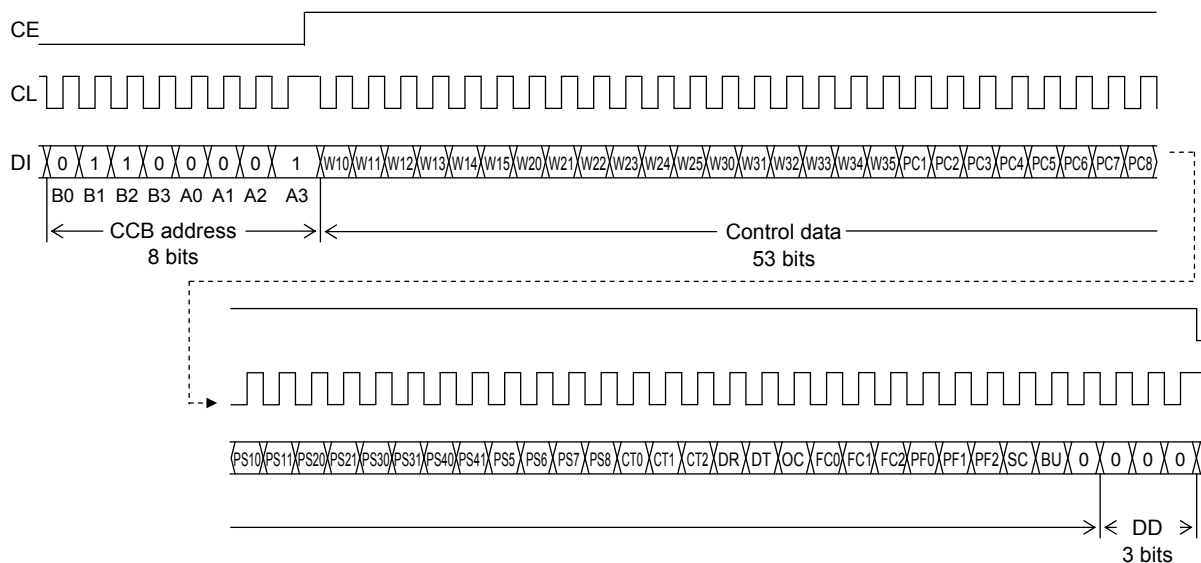 CE
CL
DI 0 1 1 0 0 0 0 1 W10 W11 W12 W13 W14 W15 W20 W21 W22 W23 W24 W25 W30 W31 W32 W33 W34 W35 PC1 PC2 PC3 PC4 PC5 PC6 PC7 PC8
B0 B1 B2 B3 A0 A1 A2 A3
CCB address Control data
8 bits 53 bits
PS10 PS11 PS20 PS21 PS30 PS31 PS40 PS41 PS5 PS6 PS7 PS8 CT0 CT1 CT2 DR DT OC FC0 FC1 FC2 PF0 PF1 PF2 SC BU 0 0 0 0
DD
3 bits